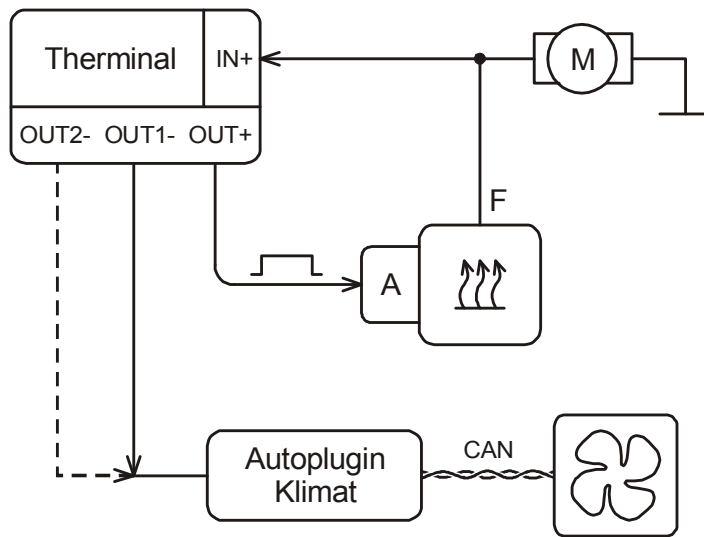 Therminal
IN+
M
OUT2- OUT1- OUT+
F
A
Autoplugin
Klimat
CAN